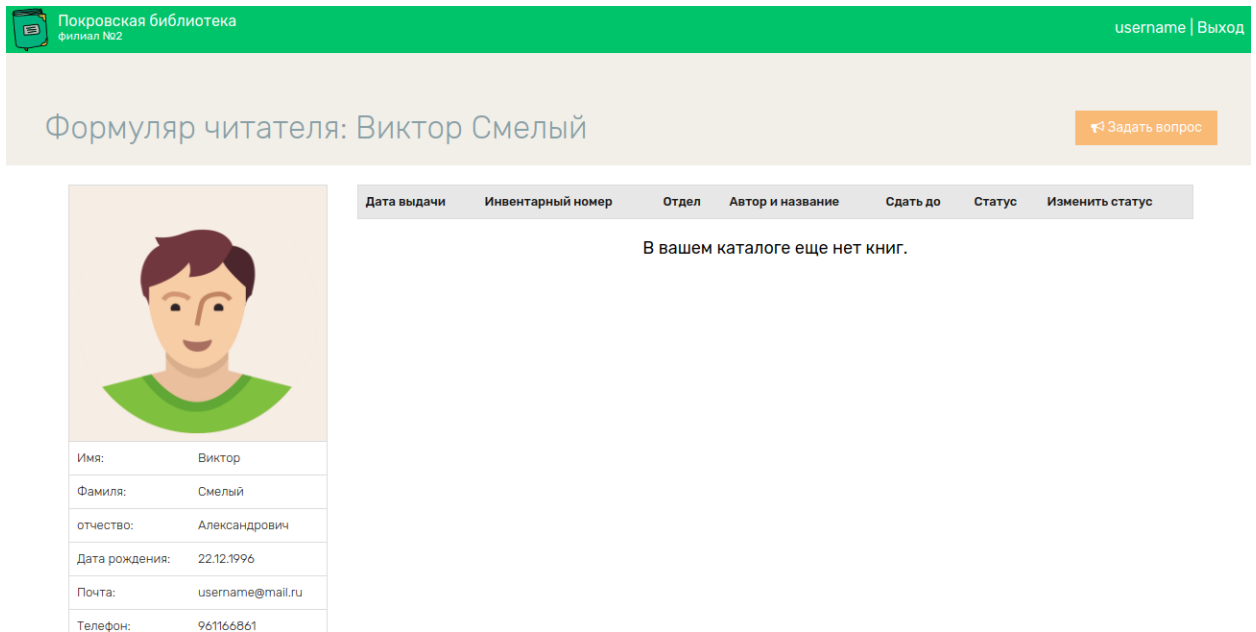 Покровская библиотека
филиал №2
username | Выход
Формуляр читателя: Виктор Смелый
Задать вопрос
Дата выдачи Инвентарный номер Отдел Автор и название Сдать до Статус Изменить статус
В вашем каталоге еще нет книг.
Имя: Виктор
Фамиля: Смелый
отчество: Александрович
Дата рождения: 22.12.1996
Почта: username@mail.ru
Телефон: 961166861